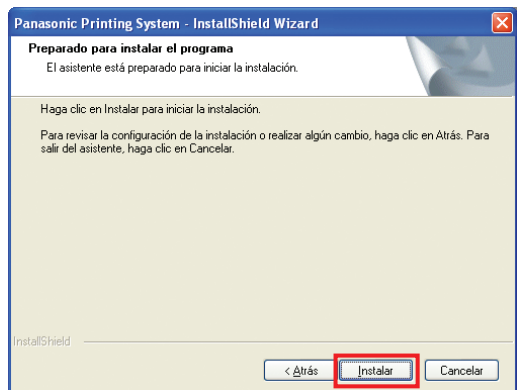 Panasonic Printing System - InstallShield Wizard
Preparado para instalar el programa
El asistente está preparado para iniciar la instalación.
Haga clic en Instalar para iniciar la instalación.
Para revisar la configuración de la instalación o realizar algún cambio, haga clic en Atrás. Para
salir del asistente, haga clic en Cancelar.
InstallShield
< Atrás Instalar Cancelar